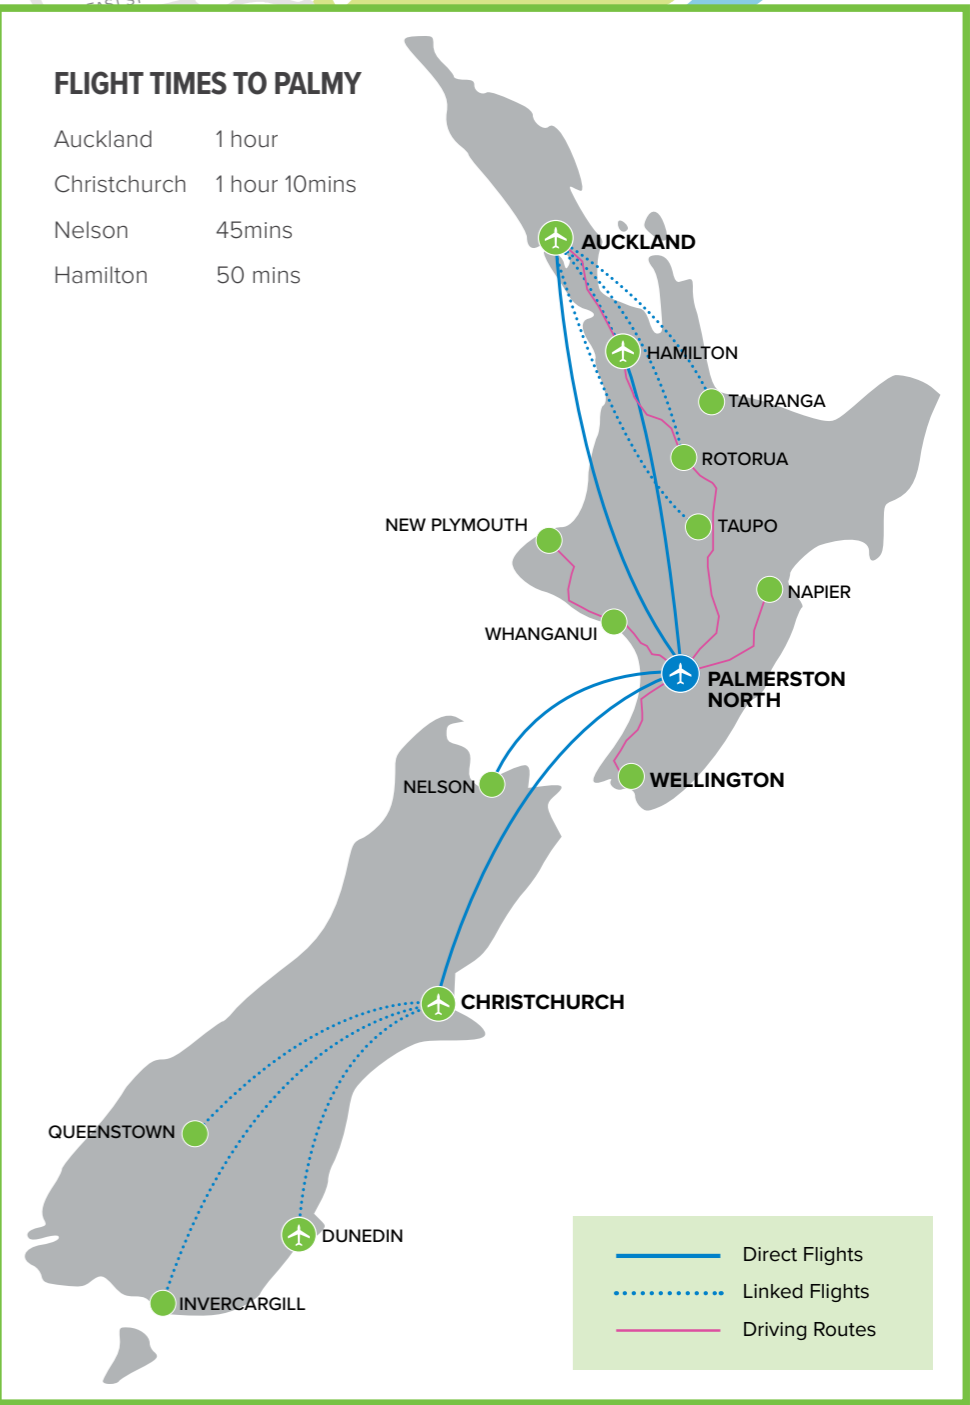 FLIGHT TIMES TO PALMY
Auckland 1 hour
Christchurch 1 hour 10mins
Nelson 45mins
Hamilton 50 mins
AUCKLAND
HAMILTON
TAURANGA
ROTORUA
NEW PLYMOUTH
TAUPO
NAPIER
WHANGANUI
PALMERSTON
NORTH
WELLINGTON
NELSON
CHRISTCHURCH
QUEENSTOWN
DUNEDIN
INVERCARGILL
Direct Flights
Linked Flights
Driving Routes